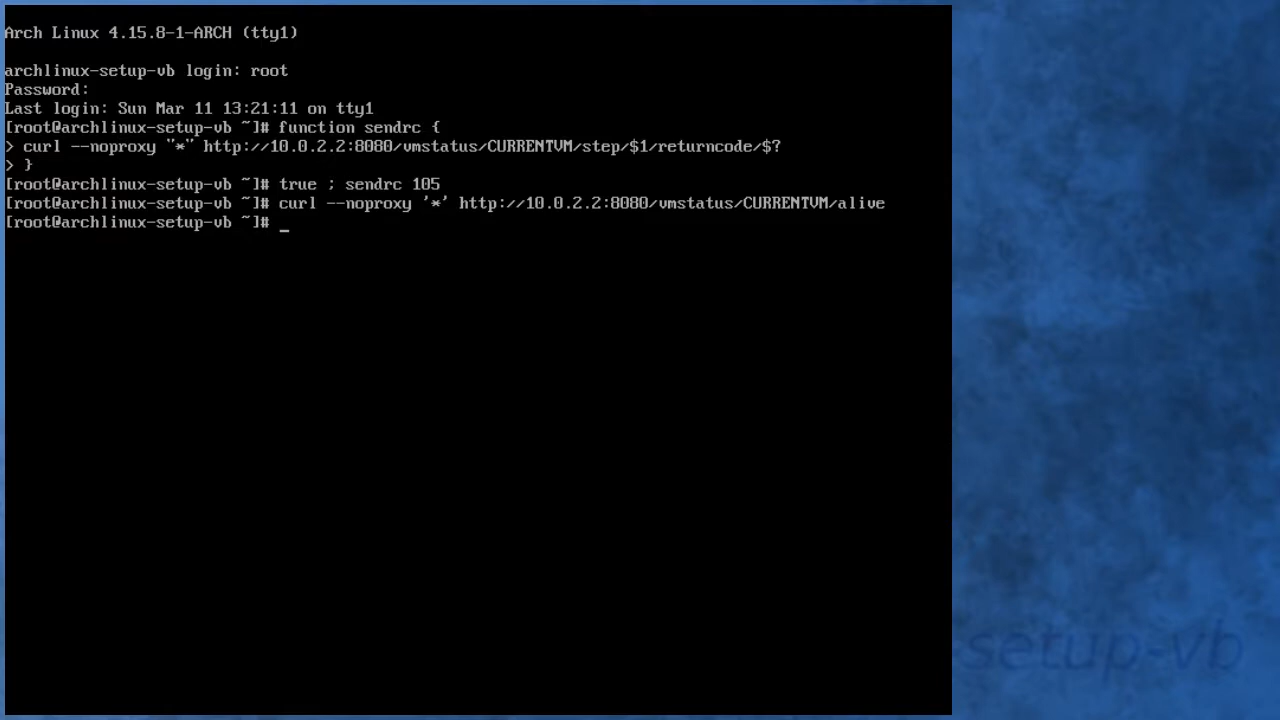 Arch Linux 4.15.8-1-ARCH (tty1)
archlinux-setup-vb login: root
Password:
Last login: Sun Mar 11 13:21:11 on tty1
[root@archlinux-setup-vb ~]# function sendrc {
> curl --noproxy "*" http://10.0.2.2:8080/vmstatus/CURRENTVM/step/$1/returncode/$?
> }
[root@archlinux-setup-vb ~]# true ; sendrc 105
[root@archlinux-setup-vb ~]# curl --noproxy '*' http://10.0.2.2:8080/vmstatus/CURRENTVM/alive
[root@archlinux-setup-vb ~]# _
-setup-vb